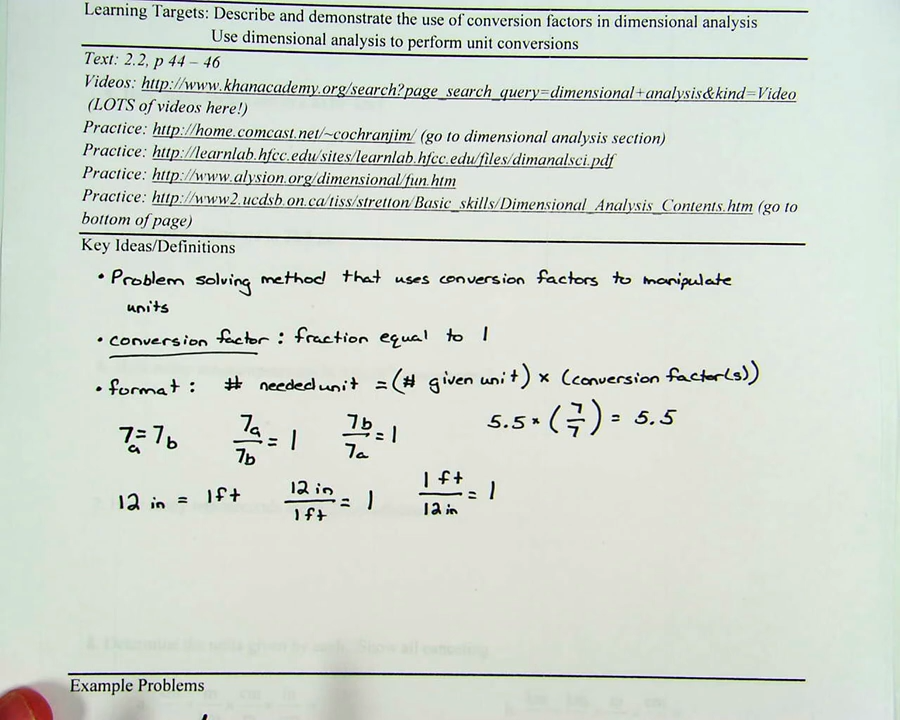 Learning Targets: Describe and demonstrate the use of conversion factors in dimensional analysis
Use dimensional analysis to perform unit conversions
Text: 2.2, p 44 – 46
Videos: http://www.khanacademy.org/search?page_search_query=dimensional+analysis&kind=Video
(LOTS of videos here!)
Practice: http://home.comcast.net/~cochranjim/ (go to dimensional analysis section)
Practice: http://learnlab.hfcc.edu/sites/learnlab.hfcc.edu/files/dimanalsci.pdf
Practice: http://www.alysion.org/dimensional/fun.htm
Practice: http://www2.ucdsb.on.ca/tiss/stretton/Basic_skills/Dimensional_Analysis_Contents.htm (go to
bottom of page)
Key Ideas/Definitions
• Problem solving method that uses conversion factors to manipulate
units
• conversion factor : fraction equal to 1
• format : # needed unit = (# given unit) x (conversion factor(s))
7a = 7b 7a/7b = 1 7b/7a = 1 5.5 * (7/7) = 5.5
12 in = 1 ft 12 in/1 ft = 1 1 ft/12 in = 1
Example Problems